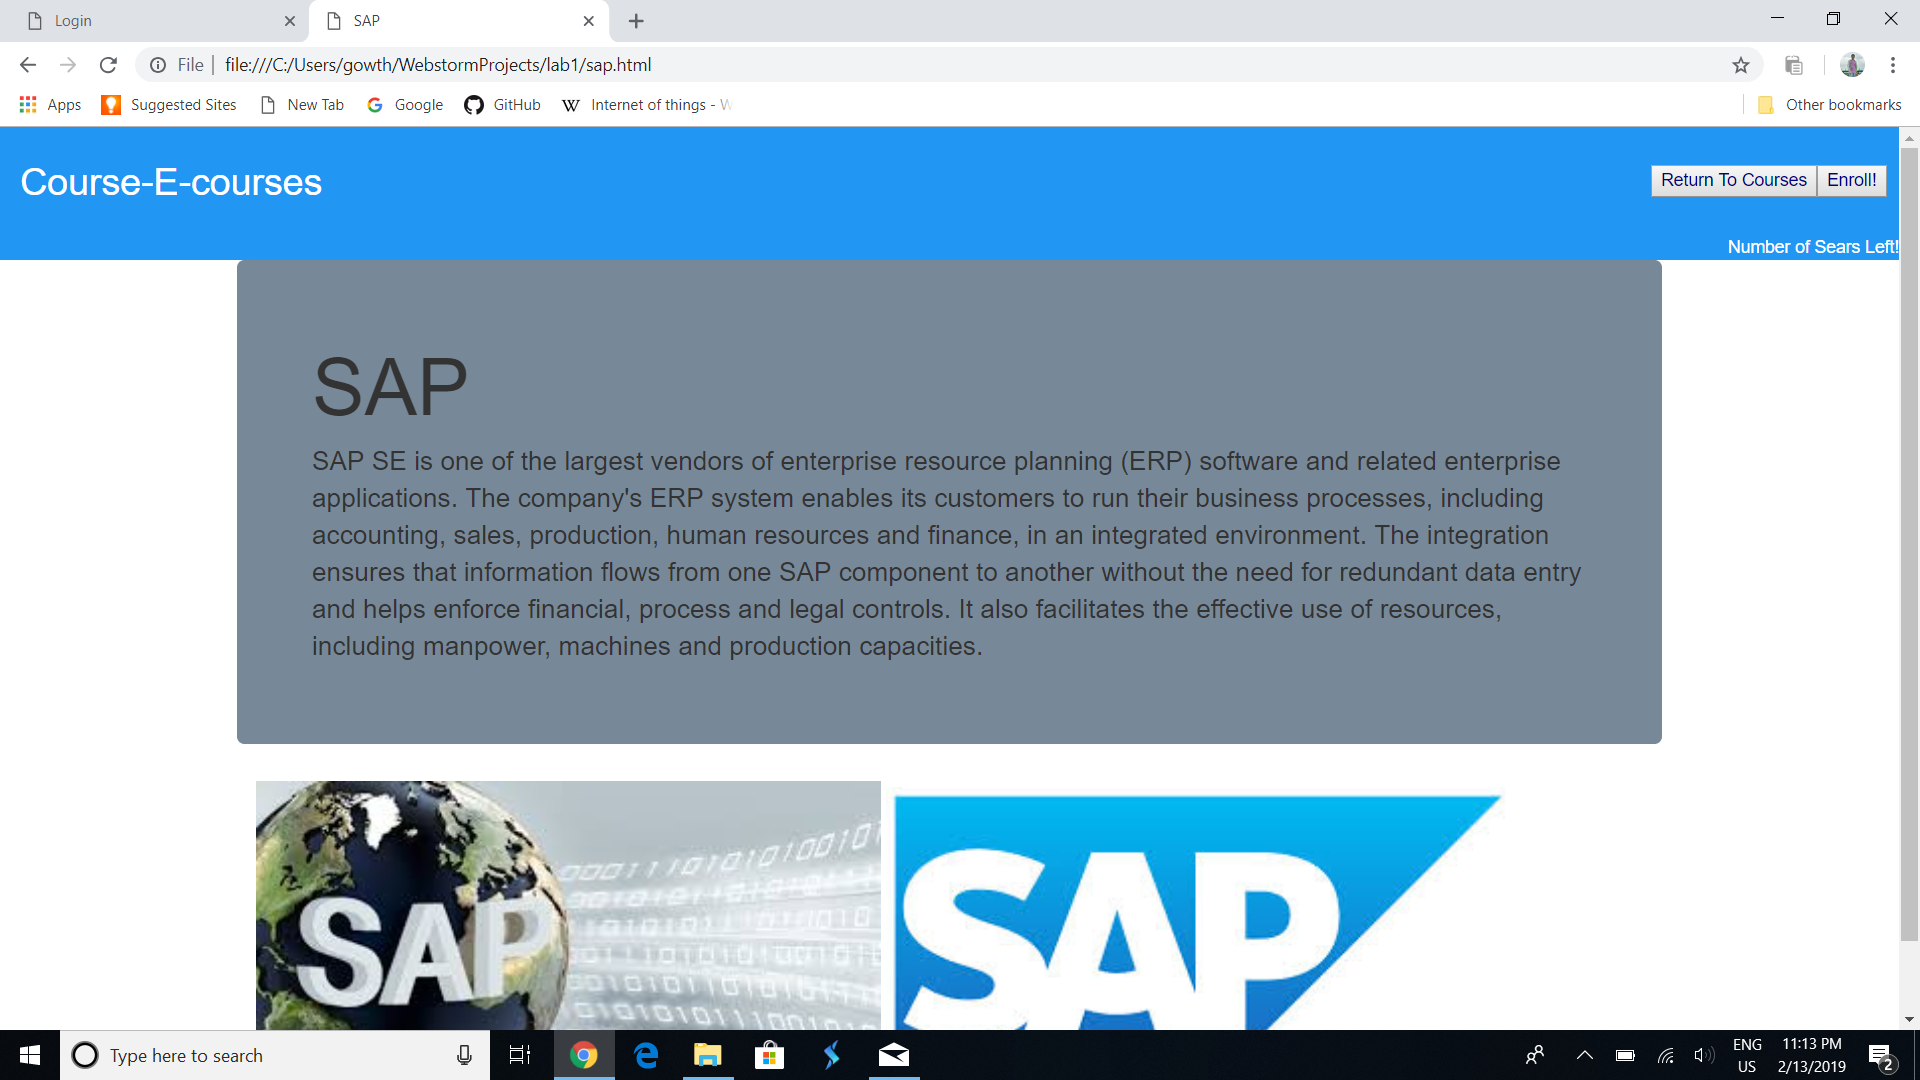 Login
SAP
File
file:///C:/Users/gowth/WebstormProjects/lab1/sap.html
Apps
Suggested Sites
New Tab
Google
GitHub
Internet of things - W
Other bookmarks
Course-E-courses
Return To Courses
Enroll!
Number of Sears Left!
SAP
SAP SE is one of the largest vendors of enterprise resource planning (ERP) software and related enterprise
applications. The company's ERP system enables its customers to run their business processes, including
accounting, sales, production, human resources and finance, in an integrated environment. The integration
ensures that information flows from one SAP component to another without the need for redundant data entry
and helps enforce financial, process and legal controls. It also facilitates the effective use of resources,
including manpower, machines and production capacities.
SAP
SAP
Type here to search
ENG
US
11:13 PM
2/13/2019
2